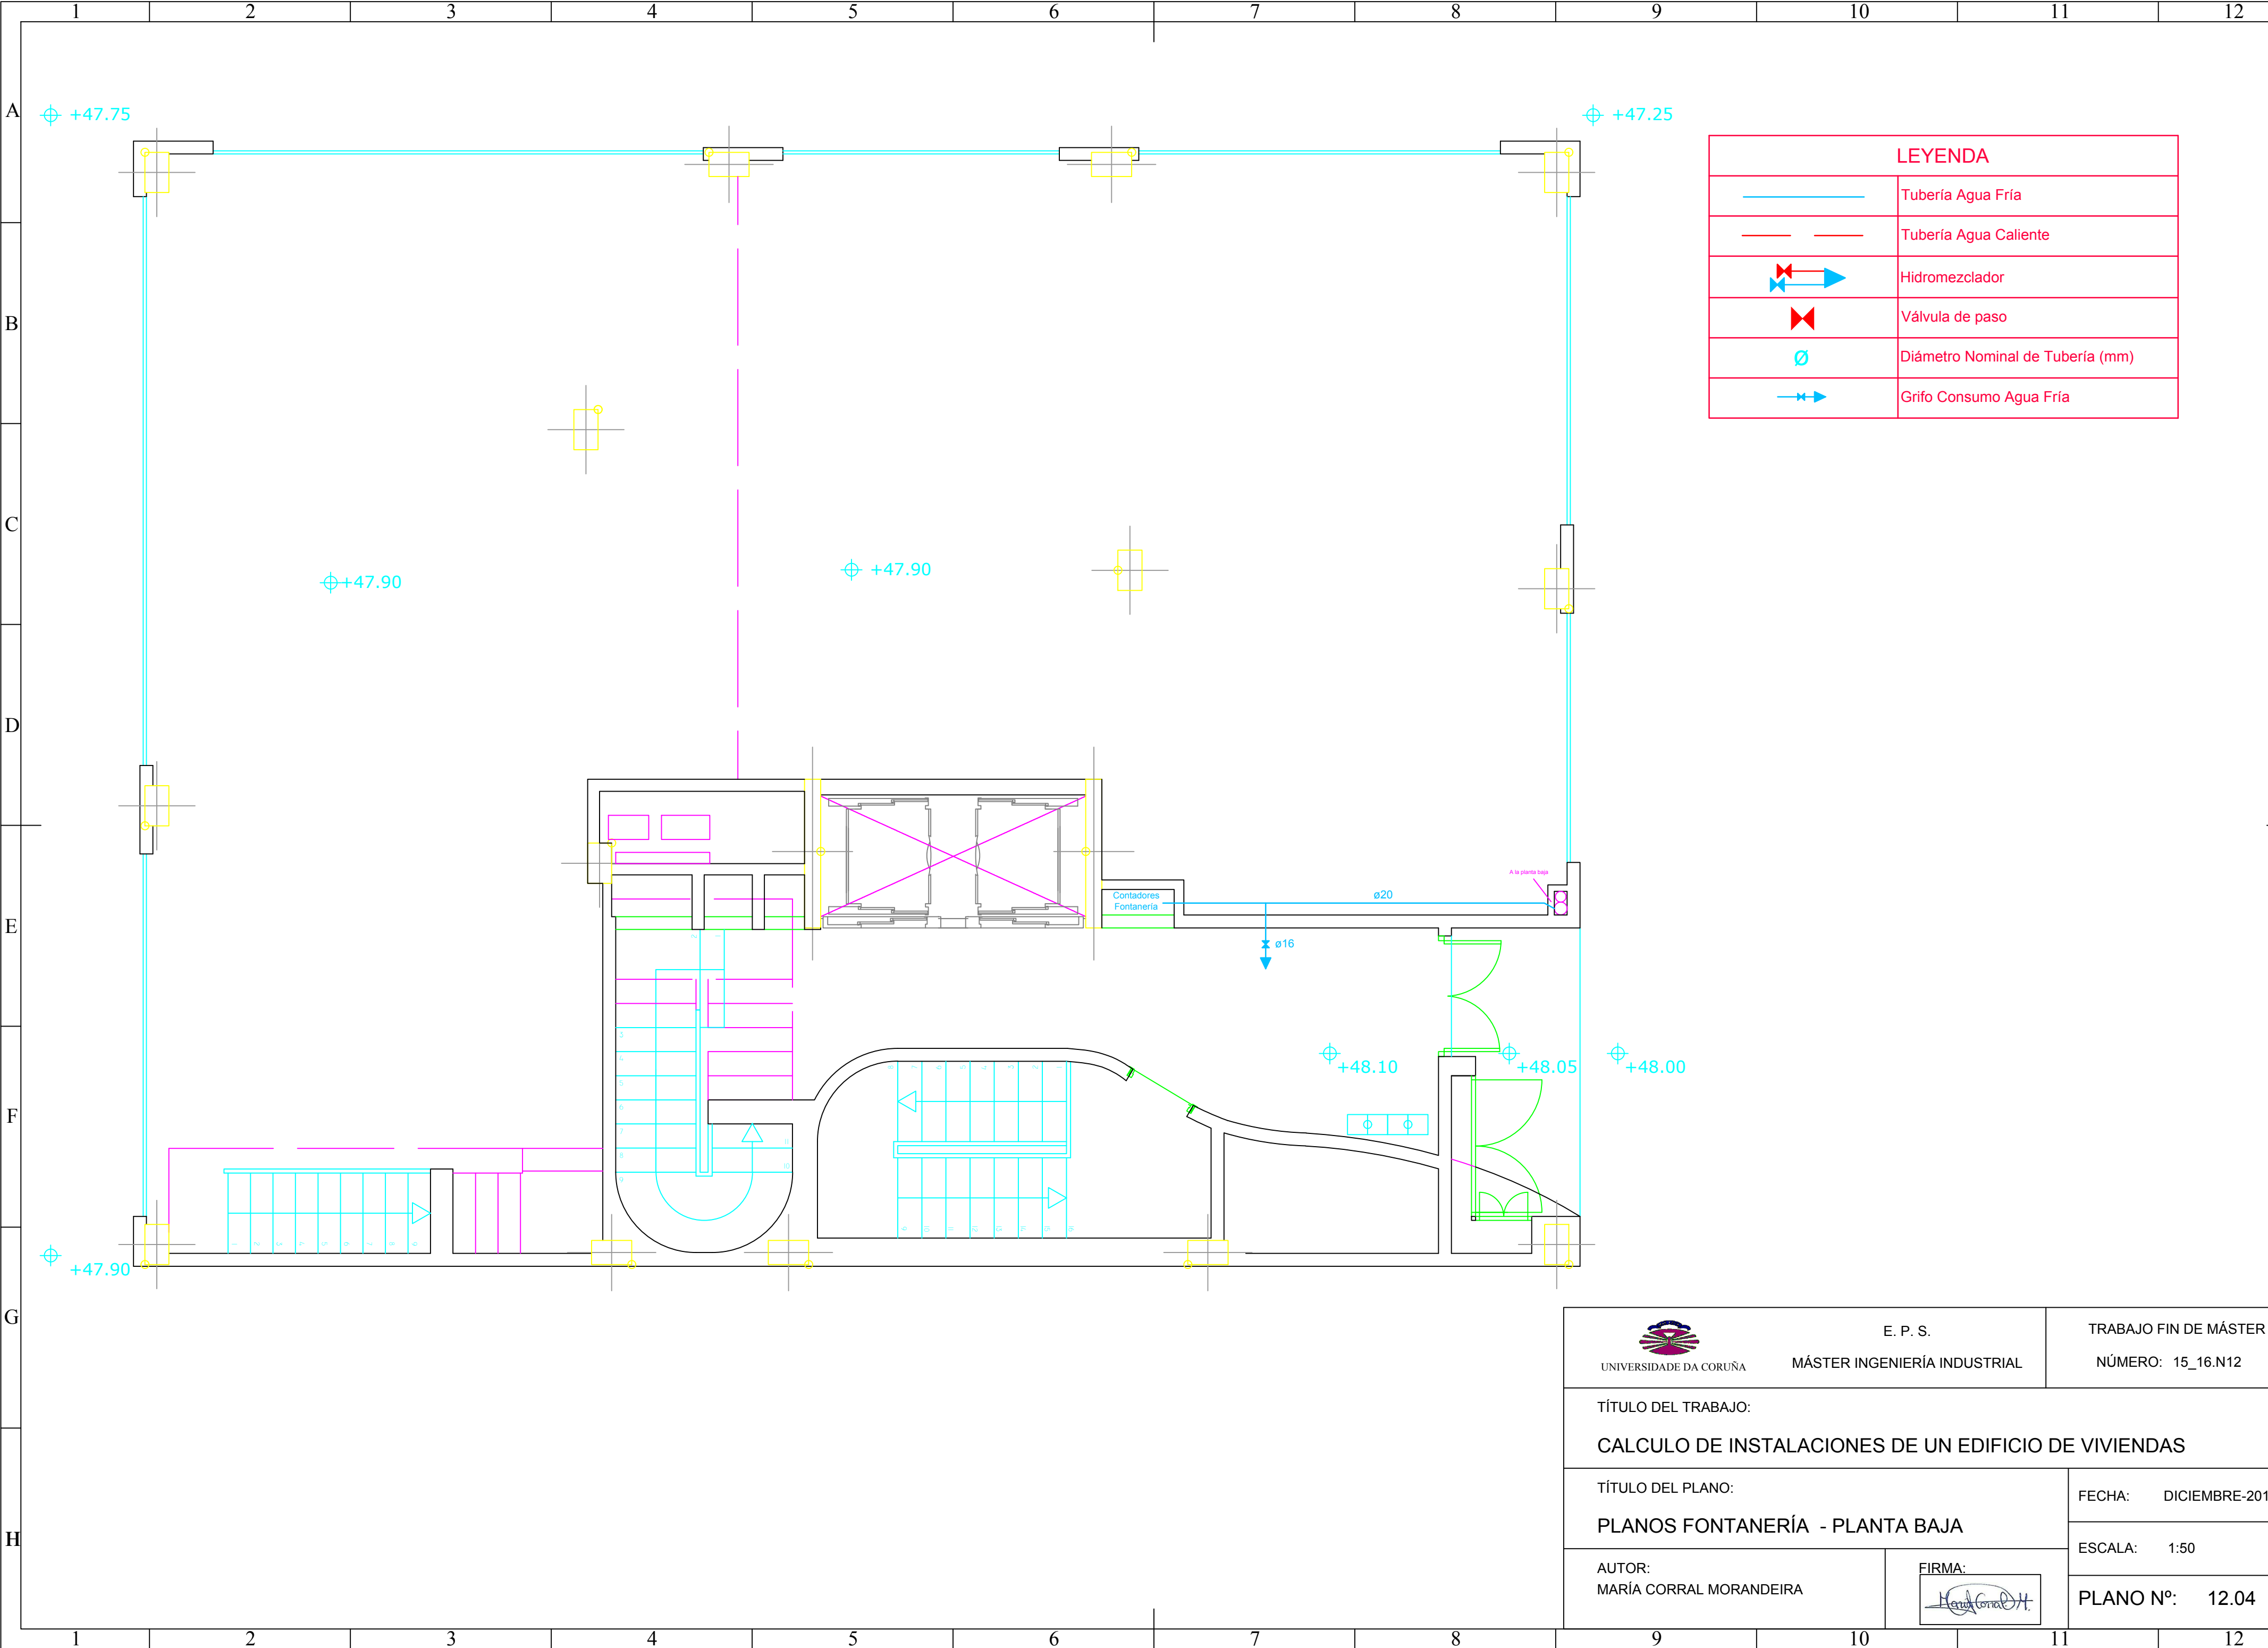 1 2 3 4 5 6 7 8 9 10 11 12
A
B
C
D
E
F
G
H
+47.75
+47.25
LEYENDA
Tubería Agua Fría
Tubería Agua Caliente
Hidromezclador
Válvula de paso
Ø Diámetro Nominal de Tubería (mm)
Grifo Consumo Agua Fría
+47.90
+47.90
A la planta baja
Contadores
Fontanería
ø20
ø16
+48.10
+48.05
+48.00
+47.90
UNIVERSIDADE DA CORUÑA
E. P. S.
MÁSTER INGENIERÍA INDUSTRIAL
TRABAJO FIN DE MÁSTER
NÚMERO: 15_16.N12
TÍTULO DEL TRABAJO:
CALCULO DE INSTALACIONES DE UN EDIFICIO DE VIVIENDAS
TÍTULO DEL PLANO:
PLANOS FONTANERÍA - PLANTA BAJA
FECHA: DICIEMBRE-201
ESCALA: 1:50
AUTOR:
MARÍA CORRAL MORANDEIRA
FIRMA:
PLANO Nº: 12.04
1 2 3 4 5 6 7 8 9 10 11 12